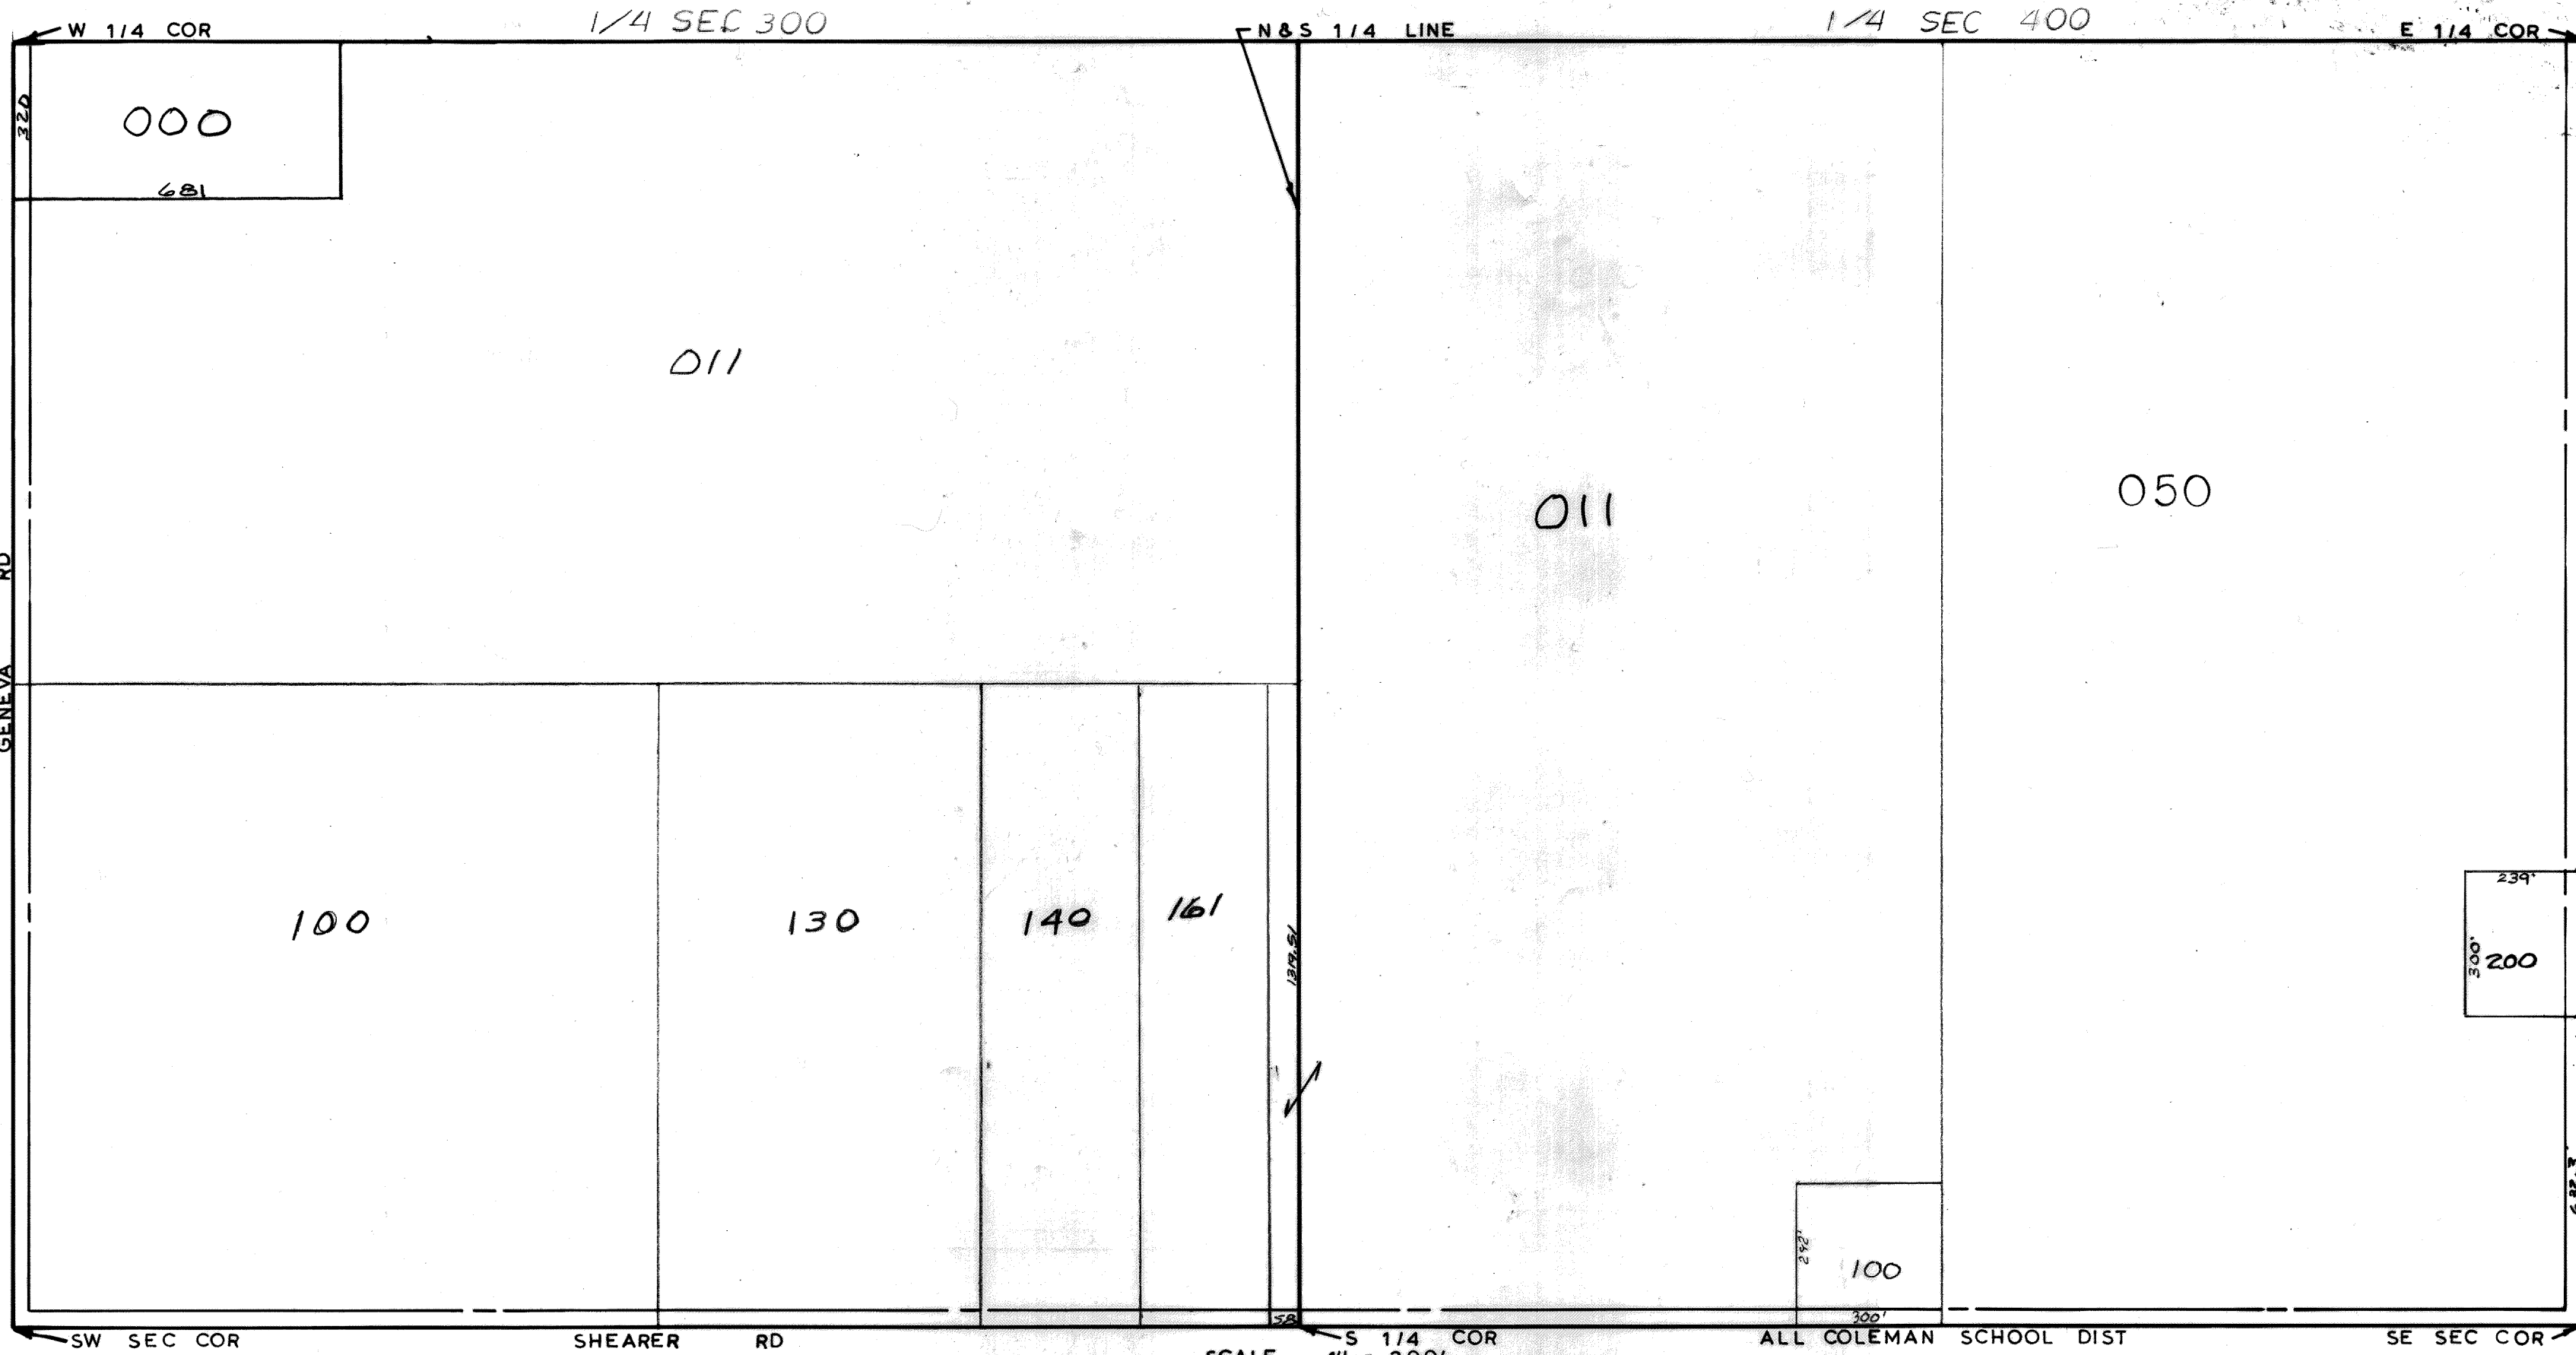 1/4 SEC 300
1/4 SEC 400
W 1/4 COR
N & S 1/4 LINE
E 1/4 COR
320
000
681
011
011
050
GENEVA RD
100
130
140
161
1319.51
239'
300'
200
242'
100
300'
58
SW SEC COR
SHEARER RD
S 1/4 COR
ALL COLEMAN SCHOOL DIST
SE SEC COR
SCALE